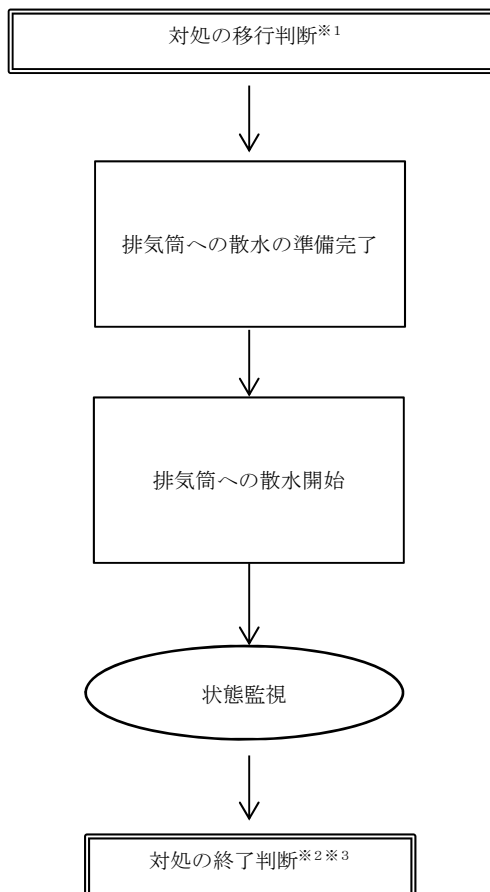 対処の移行判断※1
排気筒への散水の準備完了
排気筒への散水開始
状態監視
対処の終了判断※2※3